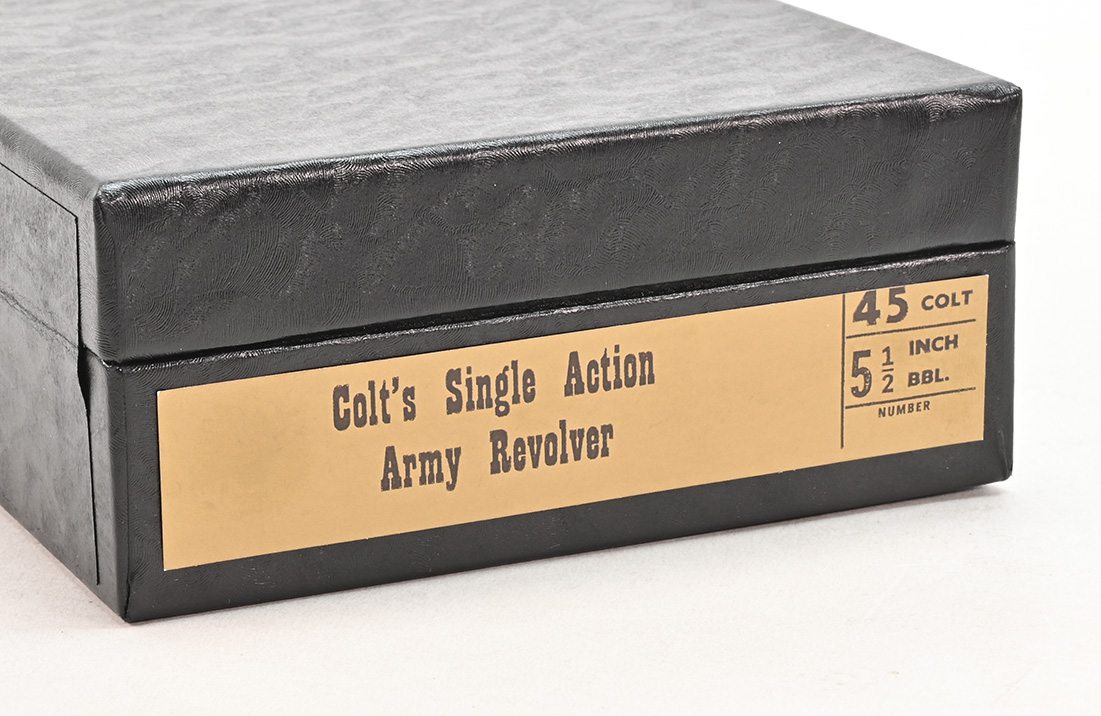 Colt's Single Action
Army Revolver
45 COLT
5 1/2 INCH BBL.
NUMBER